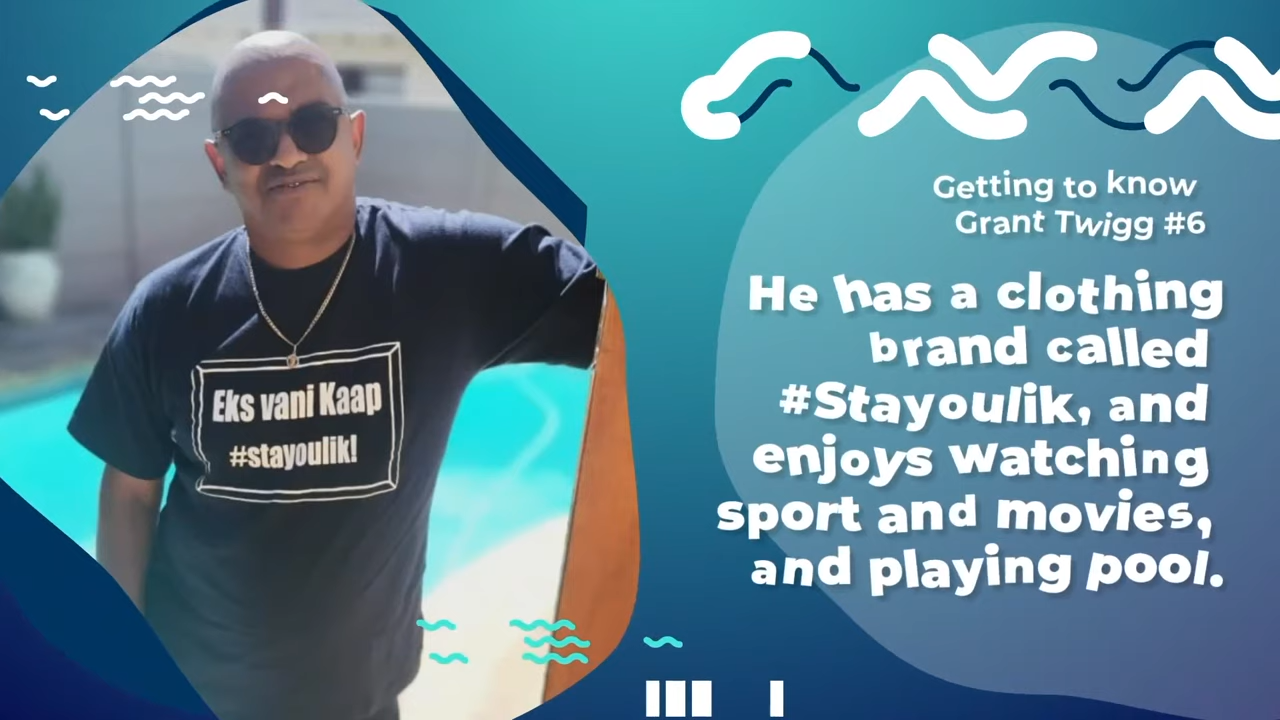 Getting to know
Grant Twigg #6
He has a clothing
brand called
#Stayoulik, and
enjoys watching
sport and movies,
and playing pool.
Eks vani Kaap
#stayoulik!